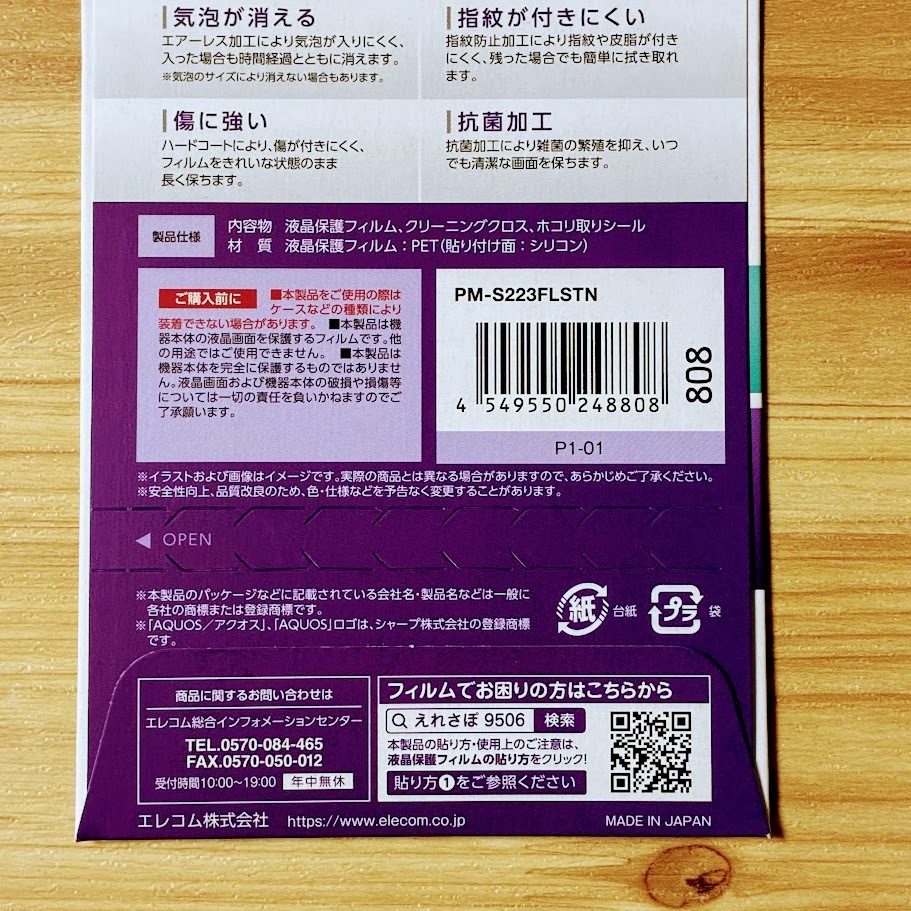 気泡が消える
エアーレス加工により気泡が入りにくく、
入った場合も時間経過とともに消えます。
※気泡のサイズにより消えない場合もあります。
指紋が付きにくい
指紋防止加工により指紋や皮脂が付き
にくく、残った場合でも簡単に拭き取れ
ます。
傷に強い
ハードコートにより、傷が付きにくく、
フィルムをきれいな状態のまま
長く保ちます。
抗菌加工
抗菌加工により雑菌の繁殖を抑え、いつ
でも清潔な画面を保ちます。
製品仕様
内容物 液晶保護フィルム、クリーニングクロス、ホコリ取りシール
材 質 液晶保護フィルム：PET（貼り付け面：シリコン）
ご購入前に ■本製品をご使用の際は
ケースなどの種類により
装着できない場合があります。 ■本製品は機
器本体の液晶画面を保護するフィルムです。他
の用途ではご使用できません。 ■本製品は
機器本体を完全に保護するものではありませ
ん。液晶画面および機器本体の破損や損傷等
については一切の責任を負いかねますのでご
了承願います。
PM-S223FLSTN
4 549550 248808
808
P1-01
※イラストおよび画像はイメージです。実際の商品とは異なる場合がありますので、あらかじめご了承ください。
※安全性向上、品質改良のため、色・仕様などを予告なく変更することがあります。
◀ OPEN
※本製品のパッケージなどに記載されている会社名・製品名などは一般に
各社の商標または登録商標です。
※「AQUOS／アクオス」、「AQUOS」ロゴは、シャープ株式会社の登録商標
です。
紙 台紙
プラ 袋
商品に関するお問い合わせは
エレコム総合インフォメーションセンター
TEL.0570-084-465
FAX.0570-050-012
受付時間10:00～19:00 年中無休
フィルムでお困りの方はこちらから
えれさぽ 9506 検索
本製品の貼り方・使用上のご注意は、
液晶保護フィルムの貼り方をクリック！
貼り方❶をご参照ください
エレコム株式会社 https://www.elecom.co.jp
MADE IN JAPAN